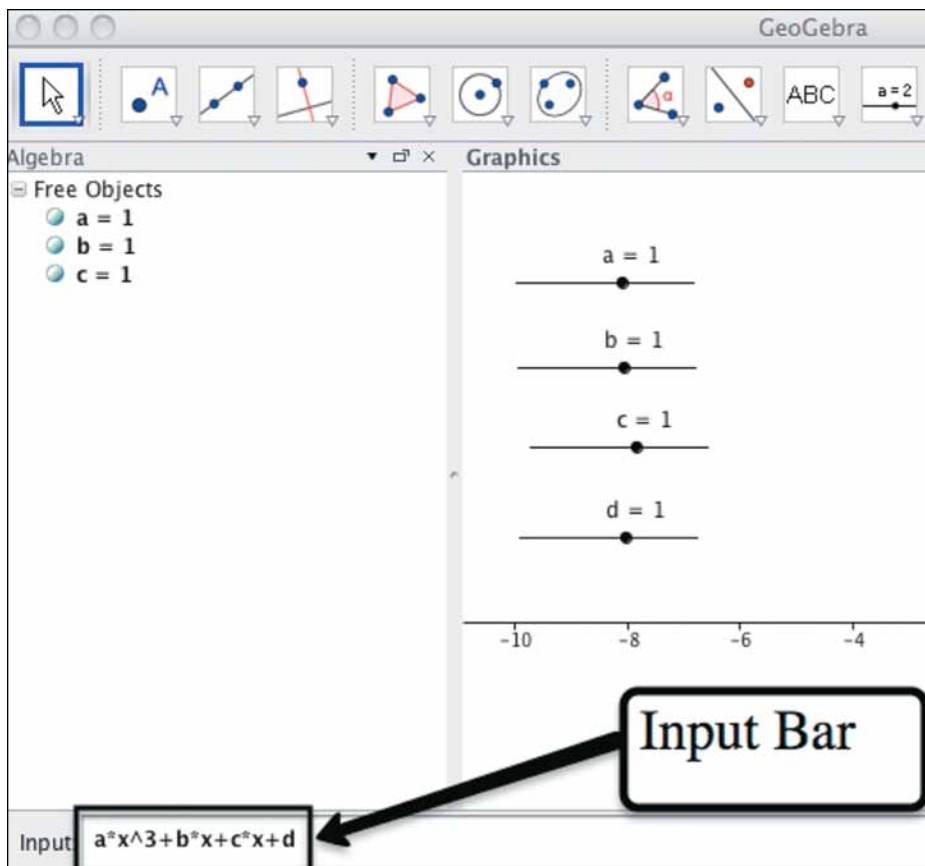 GeoGebra
A
α
ABC
a = 2
Algebra
Graphics
Free Objects
a = 1
b = 1
c = 1
a = 1
b = 1
c = 1
d = 1
-10 -8 -6 -4
Input Bar
Input: a*x^3+b*x+c*x+d